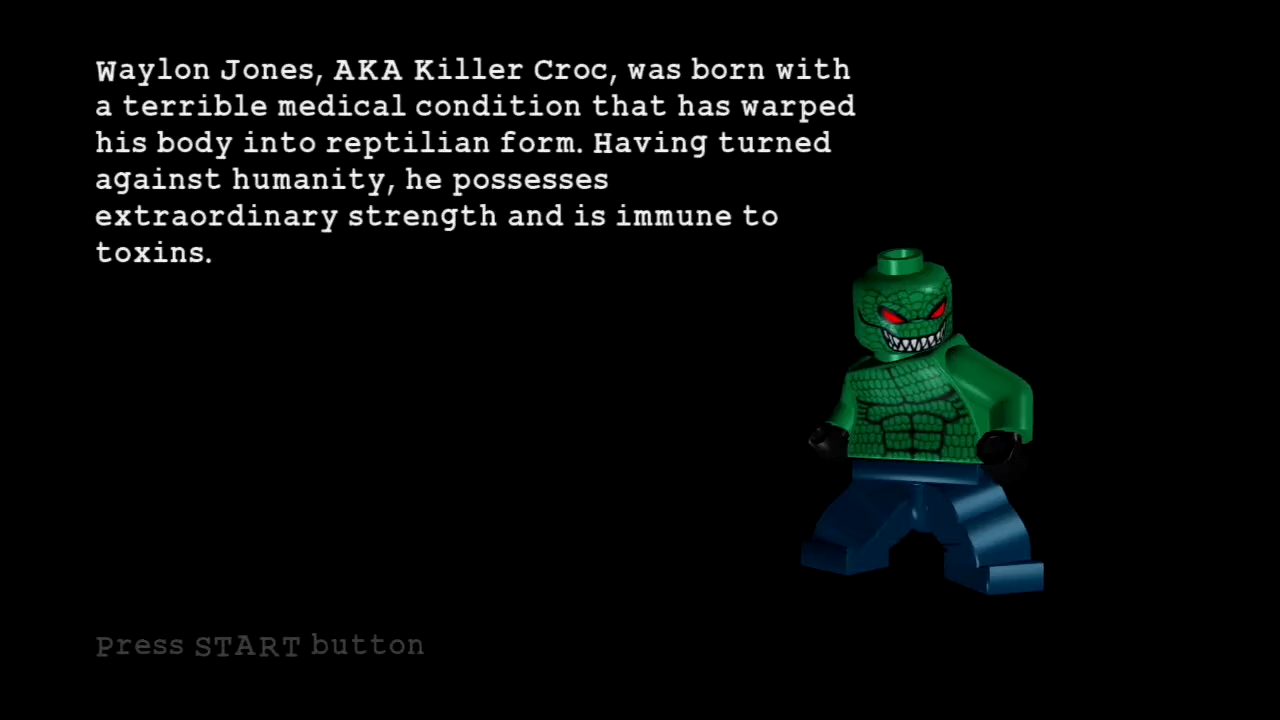 Waylon Jones, AKA Killer Croc, was born with
a terrible medical condition that has warped
his body into reptilian form. Having turned
against humanity, he possesses
extraordinary strength and is immune to
toxins.
Press START button